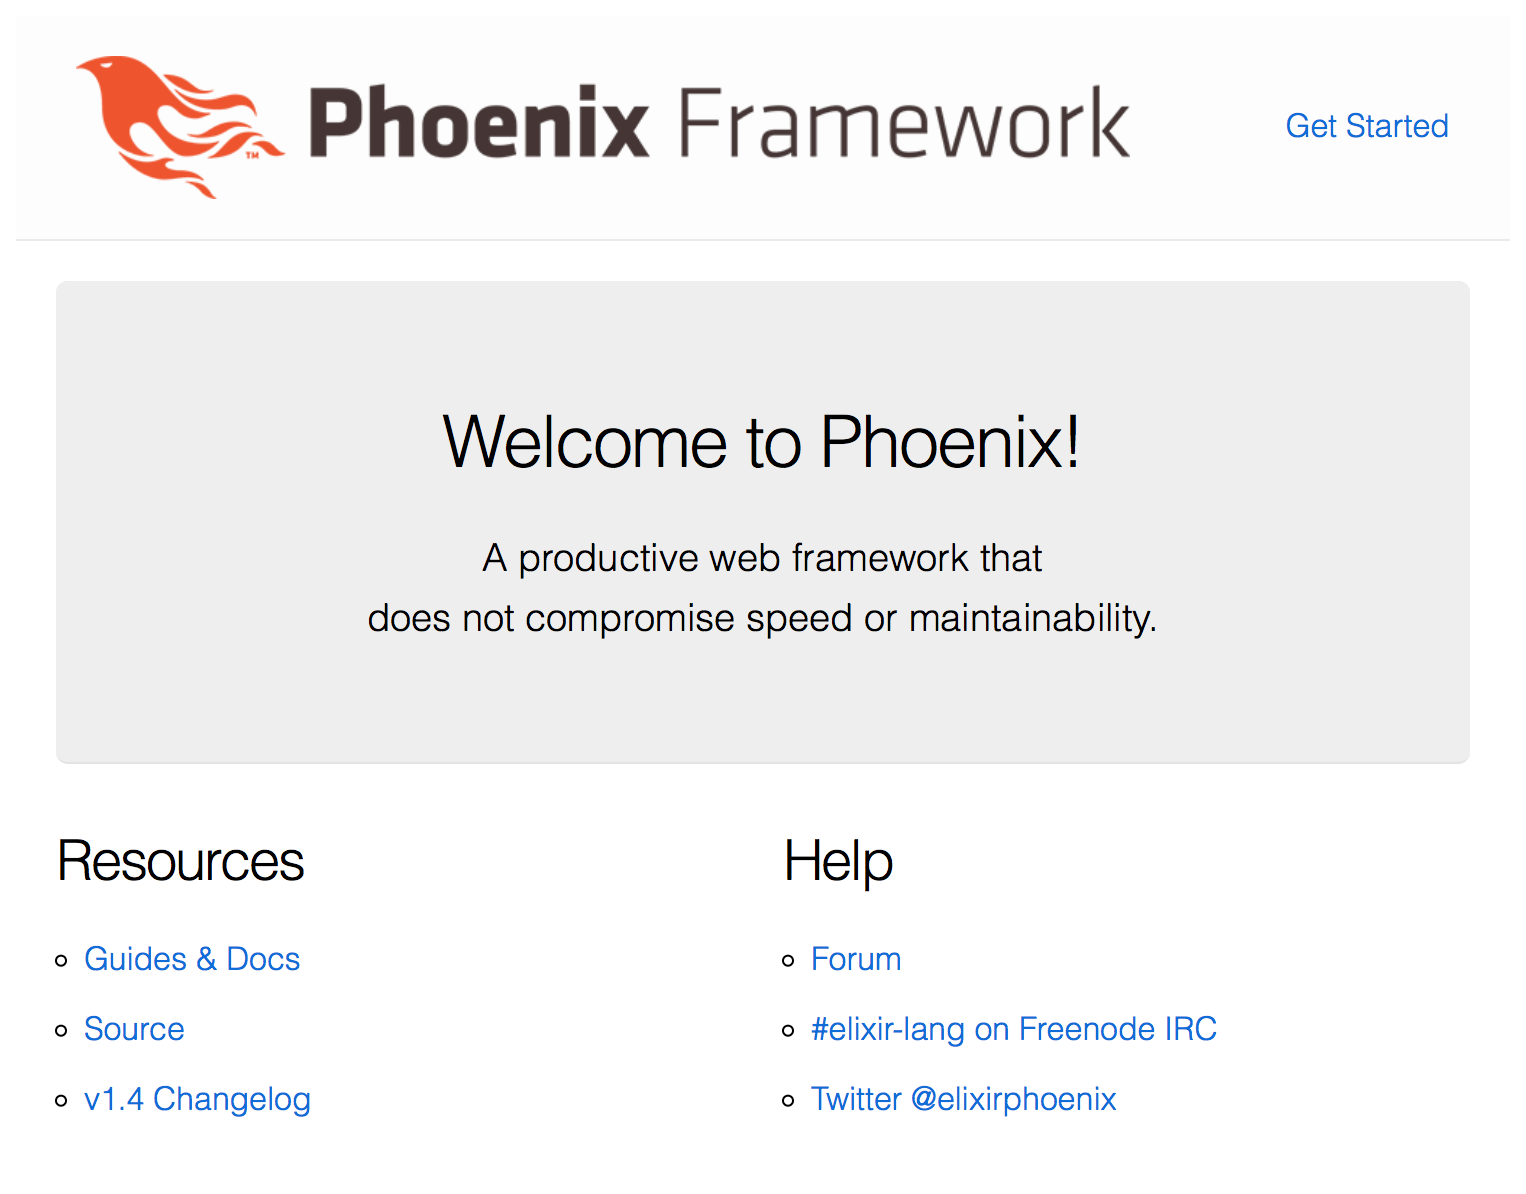 Phoenix Framework
TM
Get Started
Welcome to Phoenix!
A productive web framework that
does not compromise speed or maintainability.
Resources
Guides & Docs
Source
v1.4 Changelog
Help
Forum
#elixir-lang on Freenode IRC
Twitter @elixirphoenix